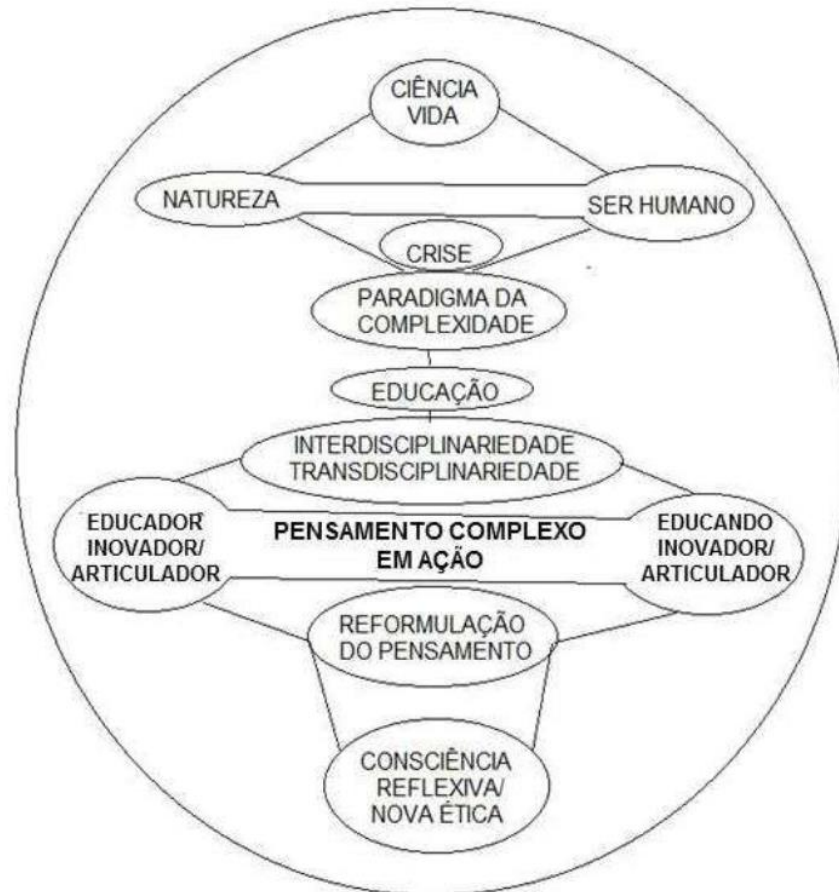 CIÊNCIA
VIDA
NATUREZA
SER HUMANO
CRISE
PARADIGMA DA
COMPLEXIDADE
EDUCAÇÃO
INTERDISCIPLINARIEDADE
TRANSDISCIPLINARIEDADE
EDUCADOR
INOVADOR/
ARTICULADOR
PENSAMENTO COMPLEXO
EM AÇÃO
EDUCANDO
INOVADOR/
ARTICULADOR
REFORMULAÇÃO
DO PENSAMENTO
CONSCIÊNCIA
REFLEXIVA/
NOVA ÉTICA